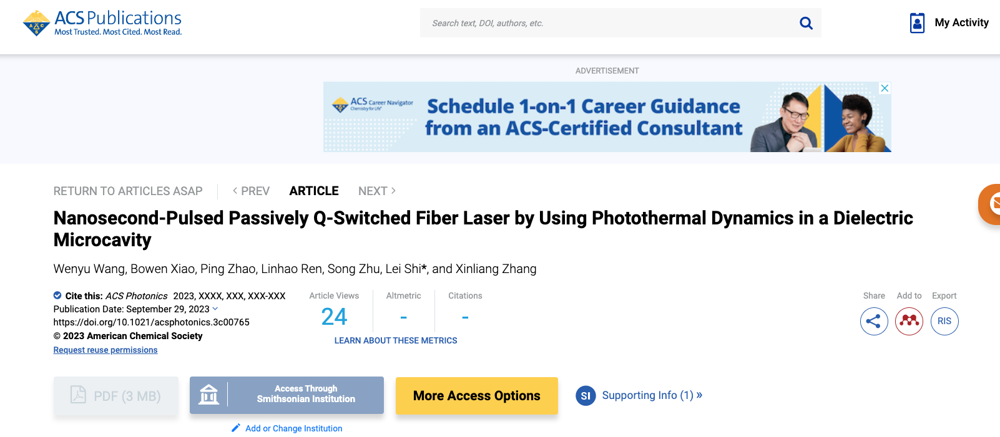 ACS Publications
Most Trusted. Most Cited. Most Read.
Search text, DOI, authors, etc.
My Activity
ADVERTISEMENT
ACS Career Navigator
Chemistry for Life®
Schedule 1-on-1 Career Guidance
from an ACS-Certified Consultant
RETURN TO ARTICLES ASAP
< PREV
ARTICLE
NEXT >
Nanosecond-Pulsed Passively Q-Switched Fiber Laser by Using Photothermal Dynamics in a Dielectric
Microcavity
Wenyu Wang, Bowen Xiao, Ping Zhao, Linhao Ren, Song Zhu, Lei Shi*, and Xinliang Zhang
Cite this: ACS Photonics 2023, XXXX, XXX, XXX-XXX
Publication Date: September 29, 2023
https://doi.org/10.1021/acsphotonics.3c00765
© 2023 American Chemical Society
Request reuse permissions
Article Views
24
Altmetric
-
Citations
-
LEARN ABOUT THESE METRICS
Share
Add to
Export
RIS
PDF (3 MB)
Access Through
Smithsonian Institution
More Access Options
SI
Supporting Info (1) »
Add or Change Institution